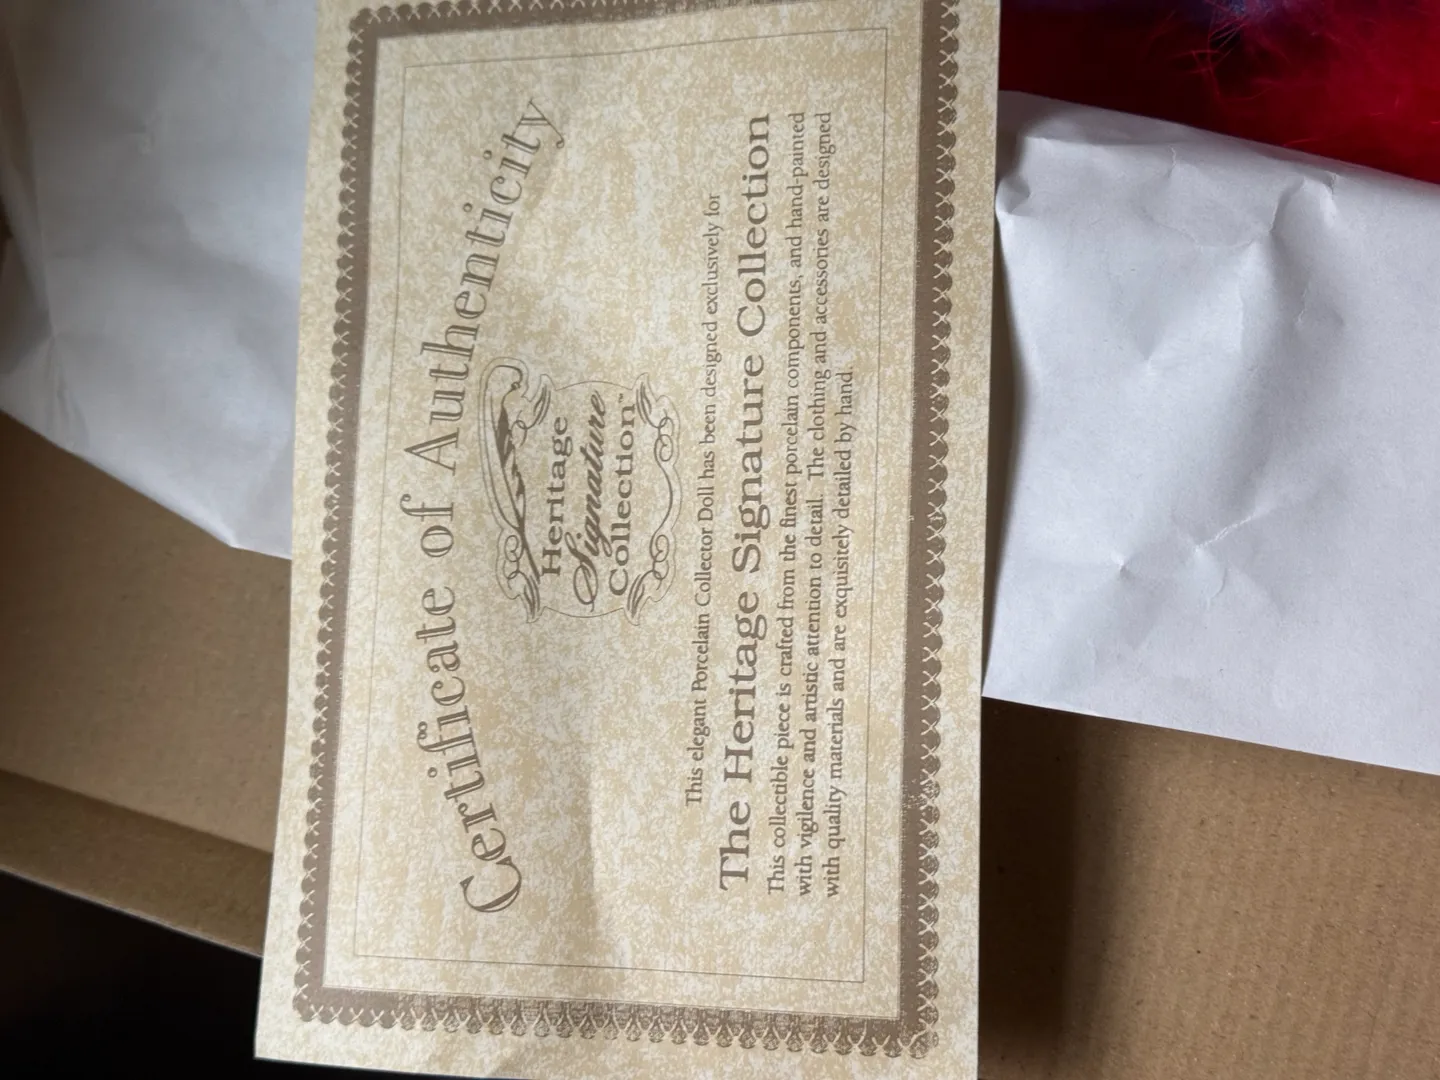 Certificate of Authenticity
Heritage
Signature
Collection™
This elegant Porcelain Collector Doll has been designed exclusively for
The Heritage Signature Collection
This collectible piece is crafted from the finest porcelain components, and hand-painted
with vigilence and artistic attention to detail. The clothing and accessories are designed
with quality materials and are exquisitely detailed by hand.